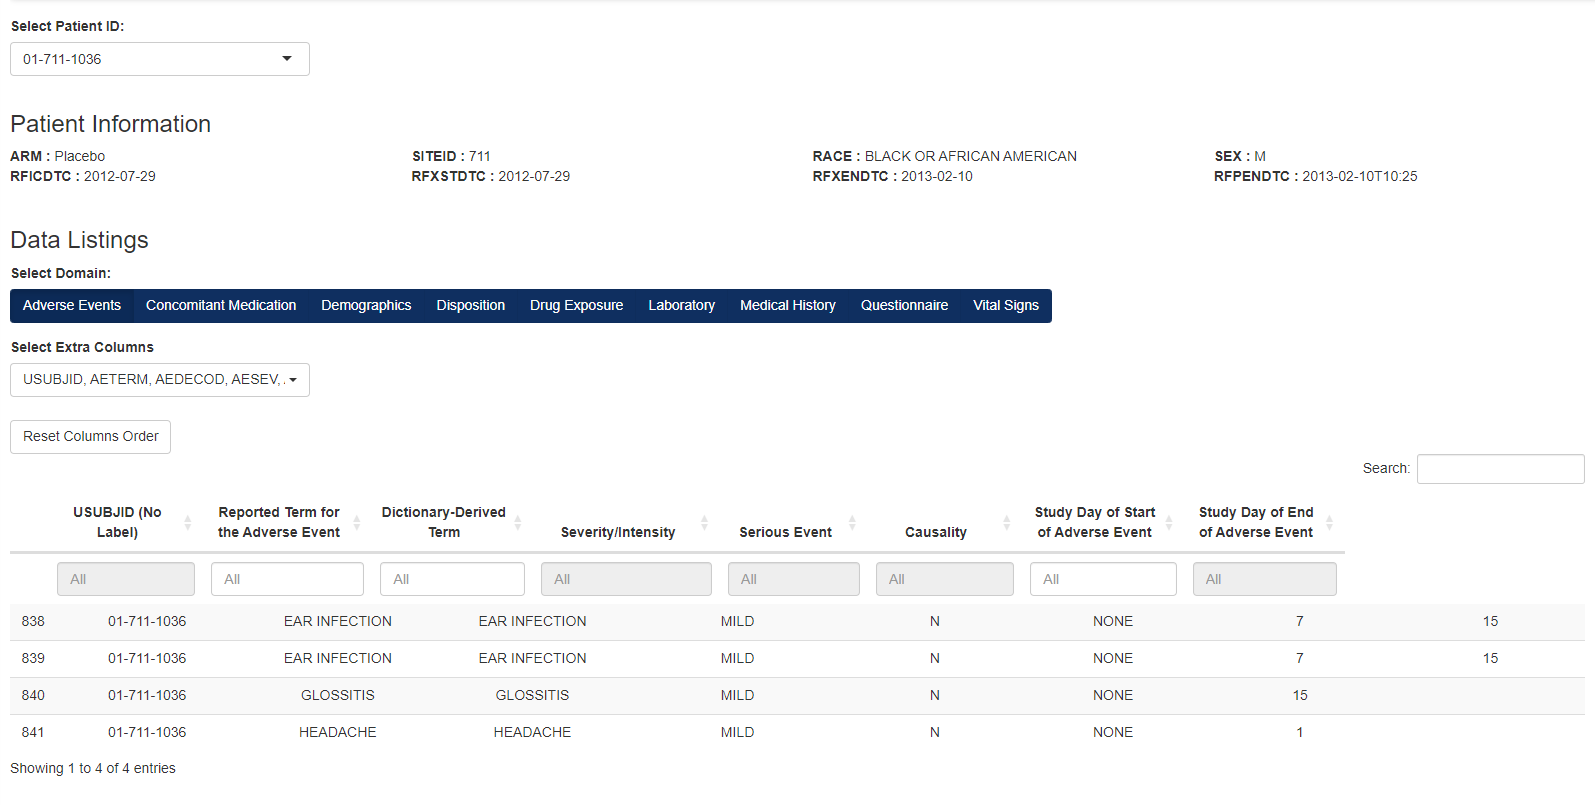 Select Patient ID:
01-711-1036
Patient Information
ARM : Placebo SITEID : 711 RACE : BLACK OR AFRICAN AMERICAN SEX : M
RFICDTC : 2012-07-29 RFXSTDTC : 2012-07-29 RFXENDTC : 2013-02-10 RFPENDTC : 2013-02-10T10:25
Data Listings
Select Domain:
Adverse Events Concomitant Medication Demographics Disposition Drug Exposure Laboratory Medical History Questionnaire Vital Signs
Select Extra Columns
USUBJID, AETERM, AEDECOD, AESEV, .
Reset Columns Order
Search:
USUBJID (No Reported Term for Dictionary-Derived Study Day of Start Study Day of End
Label) the Adverse Event Term Severity/Intensity Serious Event Causality of Adverse Event of Adverse Event
All All All All All All All All
838 01-711-1036 EAR INFECTION EAR INFECTION MILD N NONE 7 15
839 01-711-1036 EAR INFECTION EAR INFECTION MILD N NONE 7 15
840 01-711-1036 GLOSSITIS GLOSSITIS MILD N NONE 15
841 01-711-1036 HEADACHE HEADACHE MILD N NONE 1
Showing 1 to 4 of 4 entries